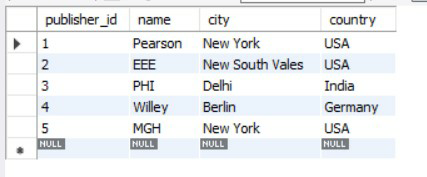 publisher_id name city country
1 Pearson New York USA
2 EEE New South Vales USA
3 PHI Delhi India
4 Willey Berlin Germany
5 MGH New York USA
NULL NULL NULL NULL